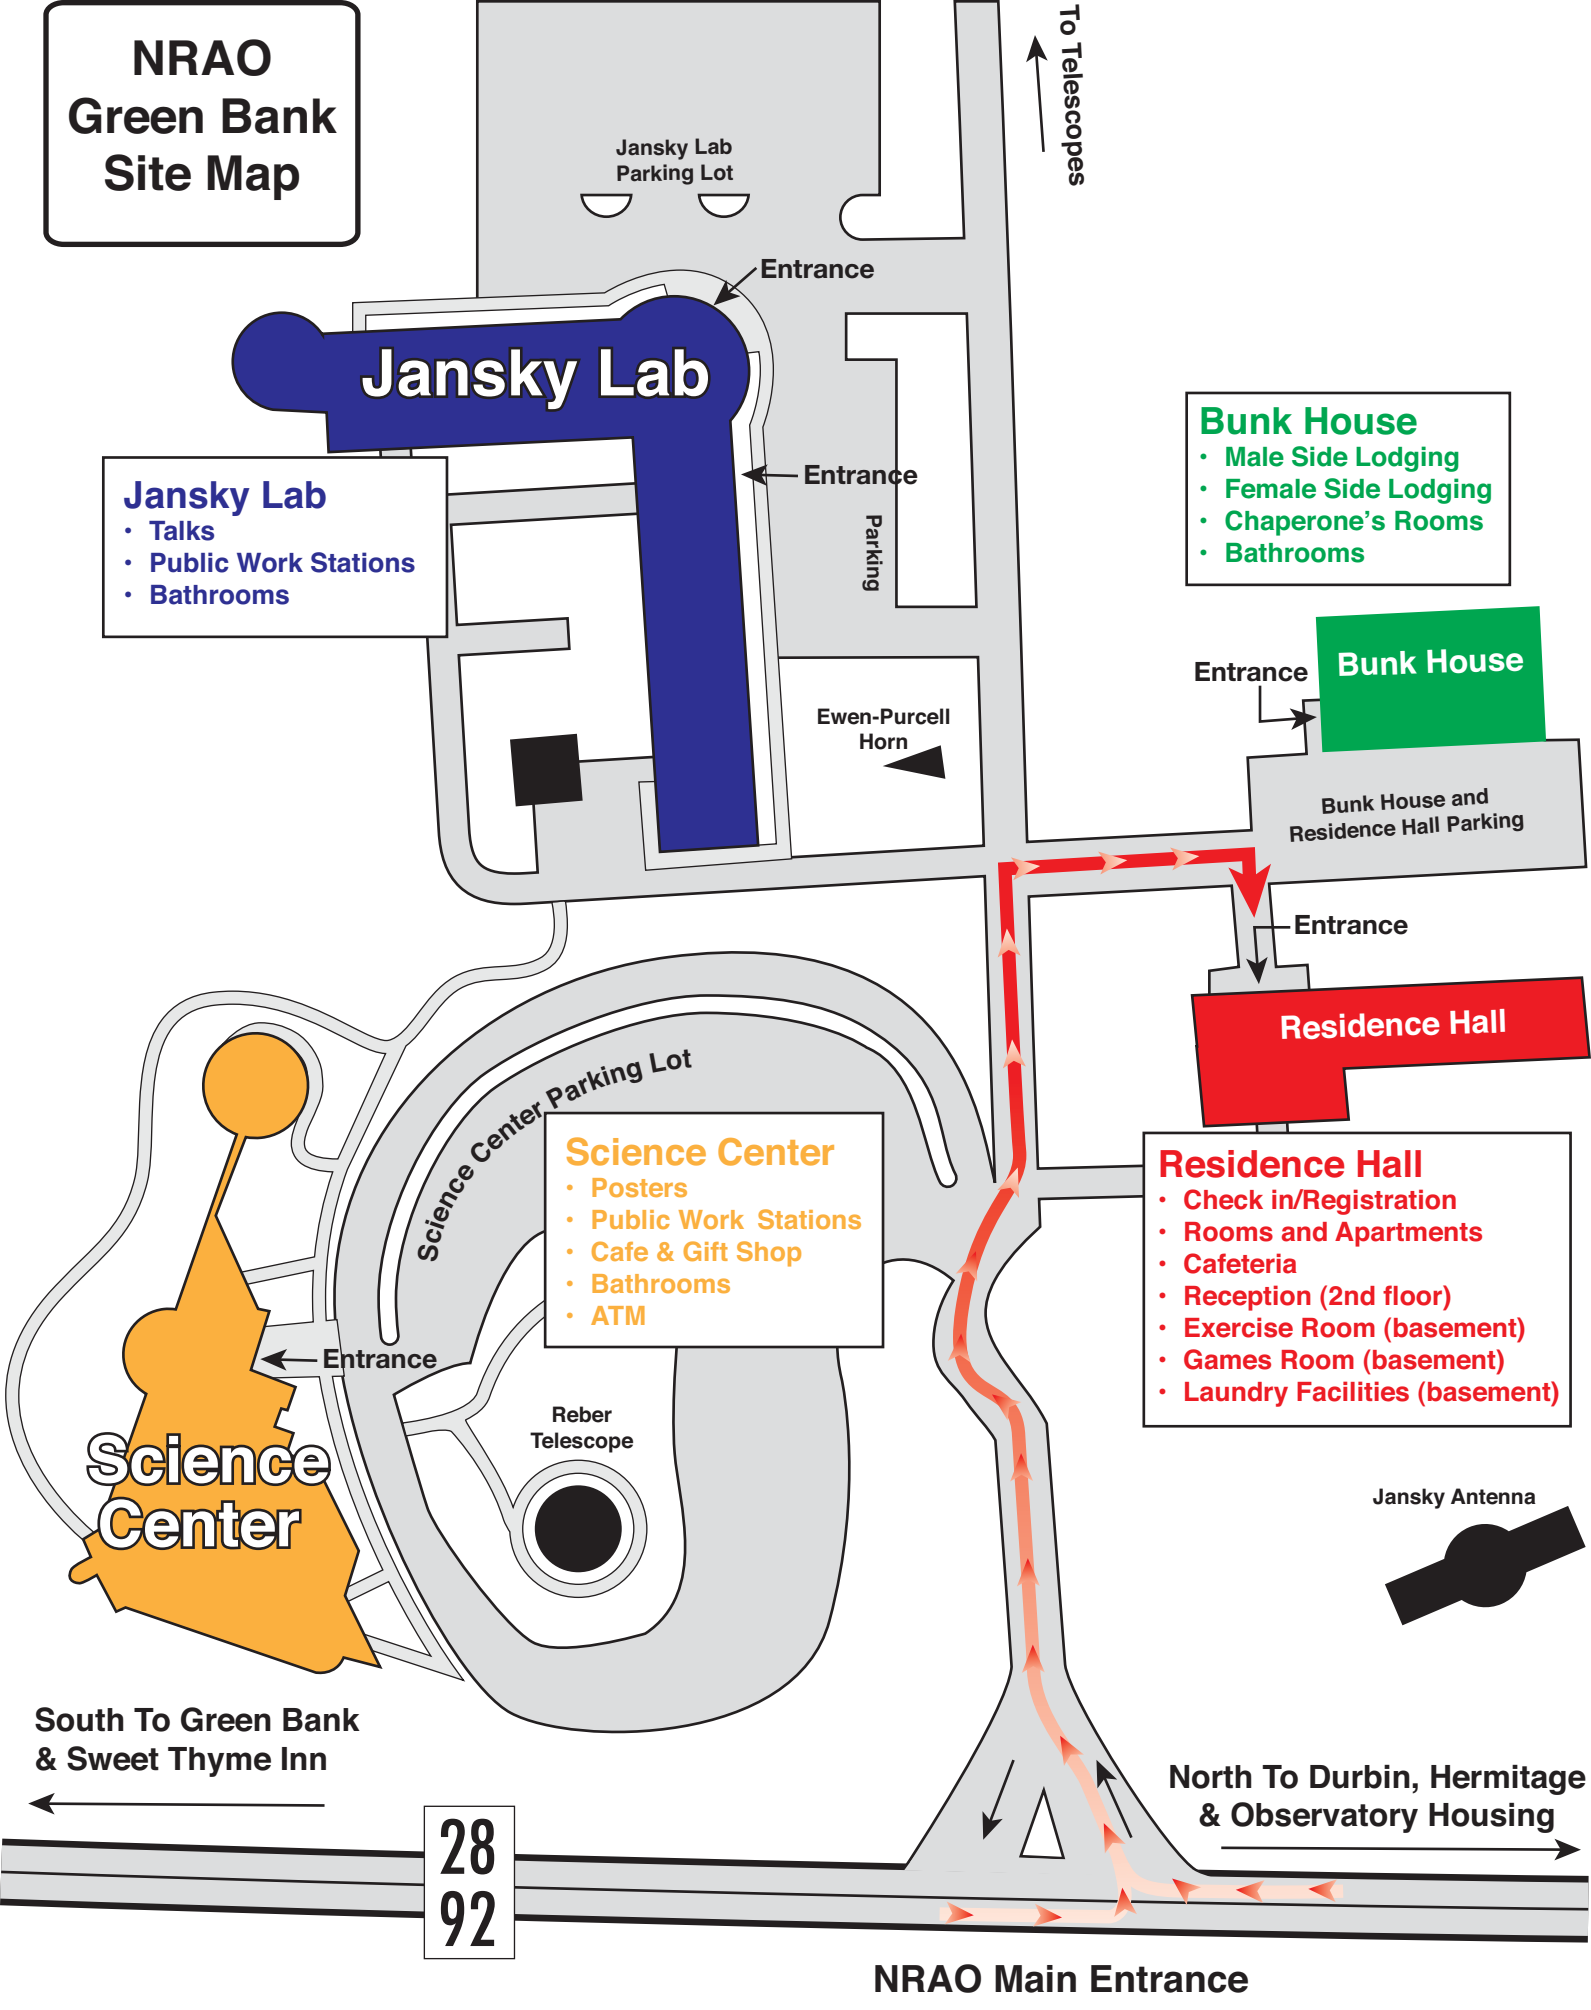 NRAO
Green Bank
Site Map
To Telescopes
Jansky Lab
Parking Lot
Entrance
Jansky Lab
Entrance
Parking
Jansky Lab
• Talks
• Public Work Stations
• Bathrooms
Bunk House
• Male Side Lodging
• Female Side Lodging
• Chaperone's Rooms
• Bathrooms
Entrance
Bunk House
Ewen-Purcell
Horn
Bunk House and
Residence Hall Parking
Entrance
Residence Hall
Science Center Parking Lot
Science Center
• Posters
• Public Work Stations
• Cafe & Gift Shop
• Bathrooms
• ATM
Residence Hall
• Check in/Registration
• Rooms and Apartments
• Cafeteria
• Reception (2nd floor)
• Exercise Room (basement)
• Games Room (basement)
• Laundry Facilities (basement)
Entrance
Reber
Telescope
Science
Center
Jansky Antenna
South To Green Bank
& Sweet Thyme Inn
North To Durbin, Hermitage
& Observatory Housing
28
92
NRAO Main Entrance